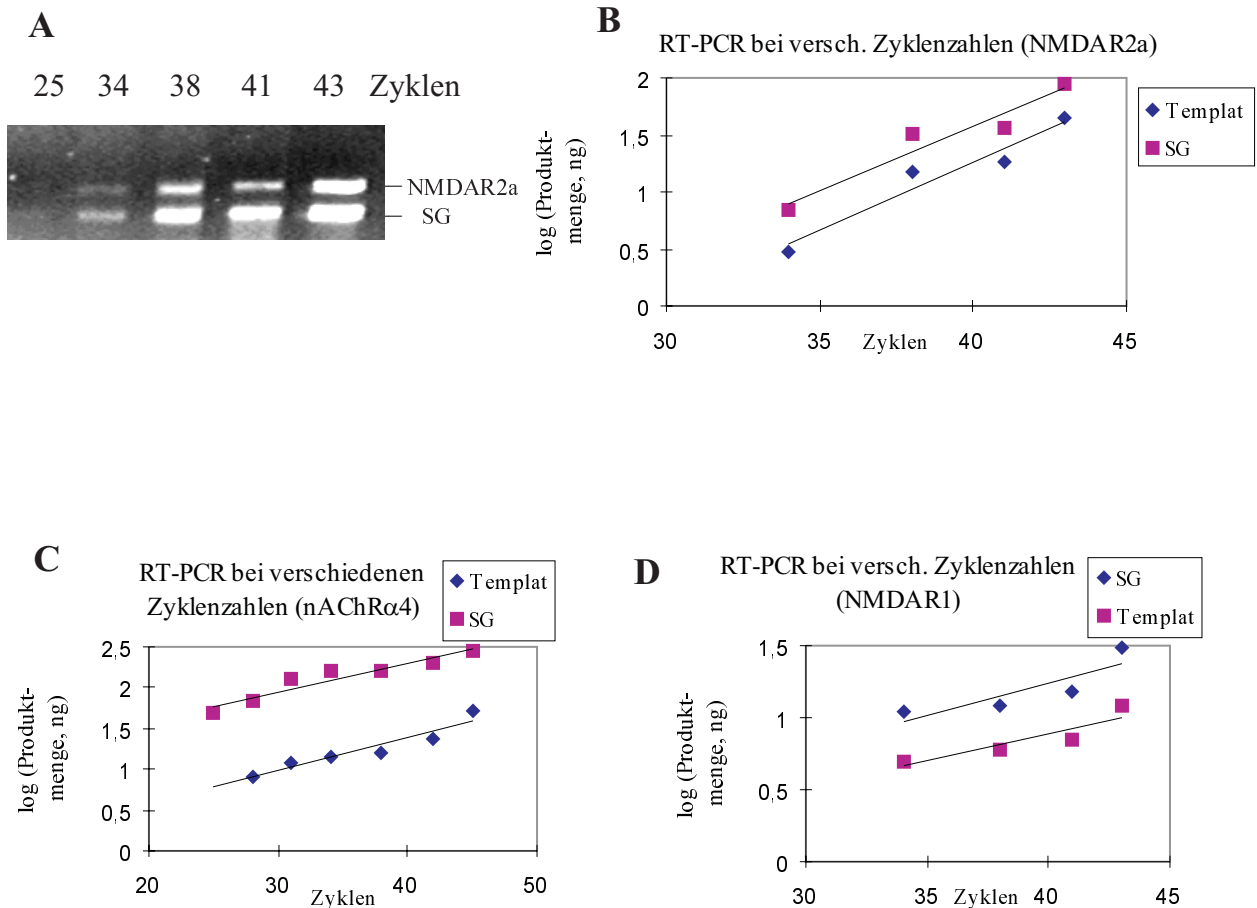 A
25 34 38 41 43 Zyklen
NMDAR2a
SG
B
RT-PCR bei versch. Zyklenzahlen (NMDAR2a)
log (Produkt-
menge, ng)
2
1,5
1
0,5
0
30 35 Zyklen 40 45
Templat
SG
C
RT-PCR bei verschiedenen
Zyklenzahlen (nAChRα4)
Templat
SG
log (Produkt-
menge, ng)
2,5
2
1,5
1
0,5
0
20 30 40 50
Zyklen
D
RT-PCR bei versch. Zyklenzahlen
(NMDAR1)
SG
Templat
log (Produkt-
menge, ng)
1,5
1
0,5
0
30 35 Zyklen 40 45